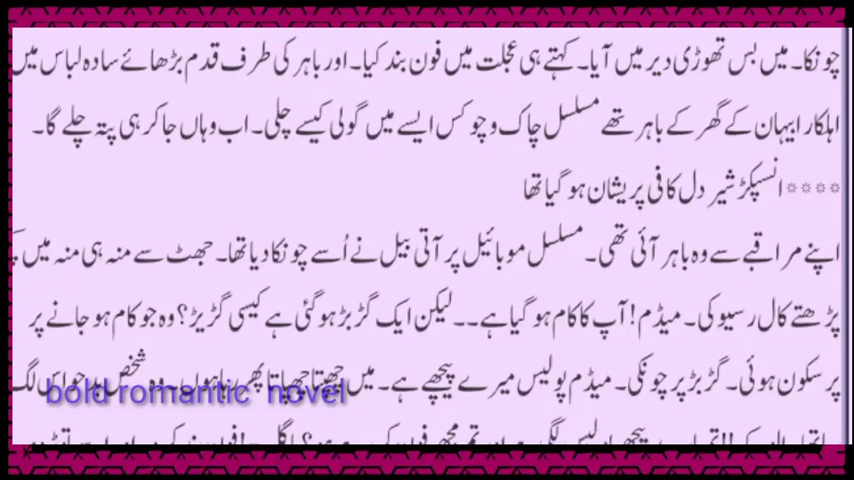 چونکا۔ میں بس تھوڑی دیر میں آیا۔ کہتے ہی عجلت میں فون بند کیا۔ اور باہر کی طرف قدم بڑھائے سادہ لباس میں
اہلکار ابیہان کے گھر کے باہر تھے مسلسل چاک و چوکس ایسے میں گولی کیسے چلی۔ اب وہاں جا کر ہی پتہ چلے گا۔
****انسپکڑ شیر دل کافی پریشان ہو گیا تھا
اپنے مراقبے سے وہ باہر آئی تھی۔ مسلسل موبائیل پر آتی بیل نے اُسے چونکا دیا تھا۔ جھٹ سے منہ ہی منہ میں
پڑھتے کال رسیو کی۔ میڈم! آپ کا کام ہو گیا ہے۔۔ لیکن ایک گڑبڑ ہو گئی ہے کیسی گڑبڑ؟ وہ جو کام ہو جانے پر
پر سکون ہوئی۔ گڑبڑ پر چونکی۔ میڈم پولیس میرے پیچھے ہے۔ میں چھپتا چھپاتا پھر رہا ہوں۔ وہ شخص
bold romantic novel